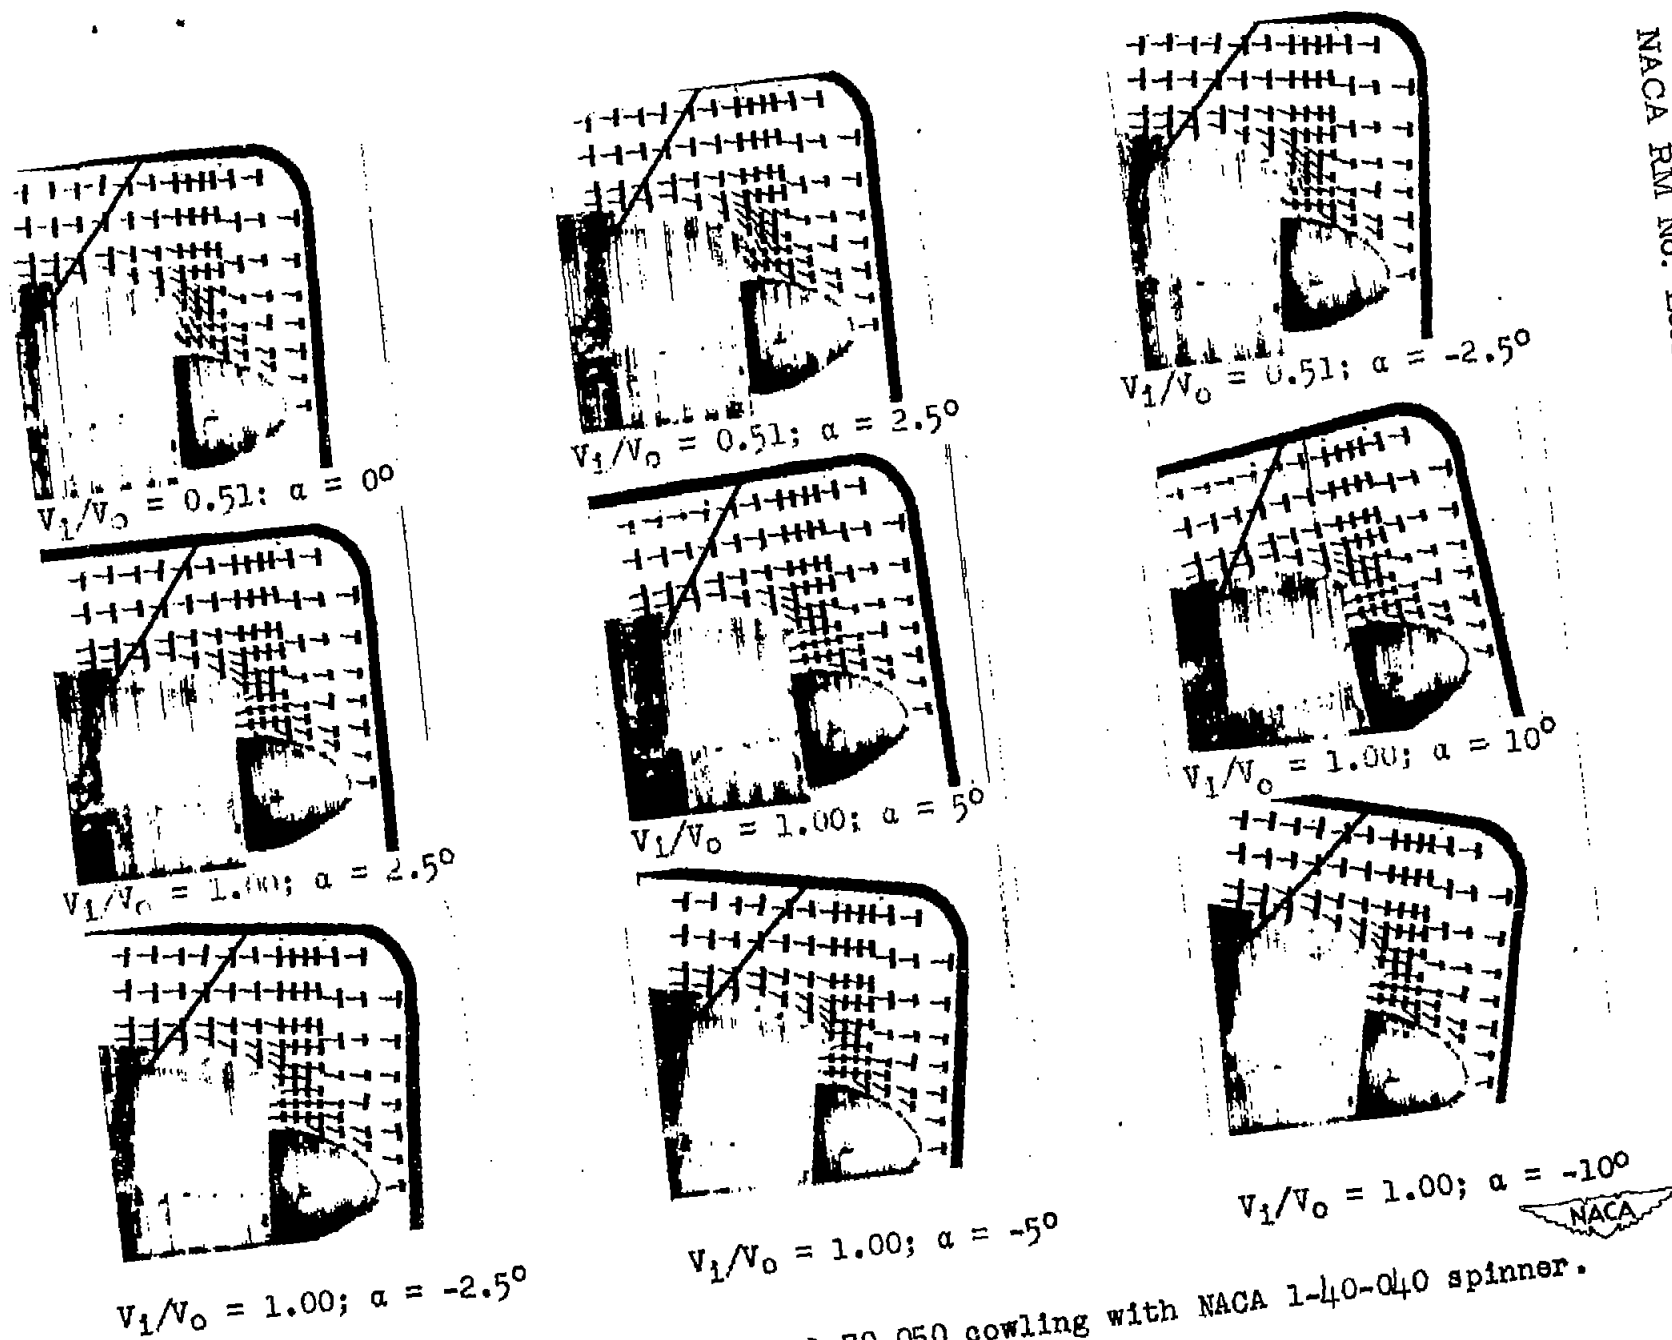 NACA RM No.
V₁/V₀ = 0.51: α = 0°
V₁/V₀ = 0.51; α = 2.5°
V₁/V₀ = 0.51; α = -2.5°
V₁/V₀ = 1.00; α = 2.5°
V₁/V₀ = 1.00; α = 5°
V₁/V₀ = 1.00; α = 10°
V₁/V₀ = 1.00; α = -2.5°
V₁/V₀ = 1.00; α = -5°
V₁/V₀ = 1.00; α = -10°
NACA
cowling with NACA 1-40-040 spinner.